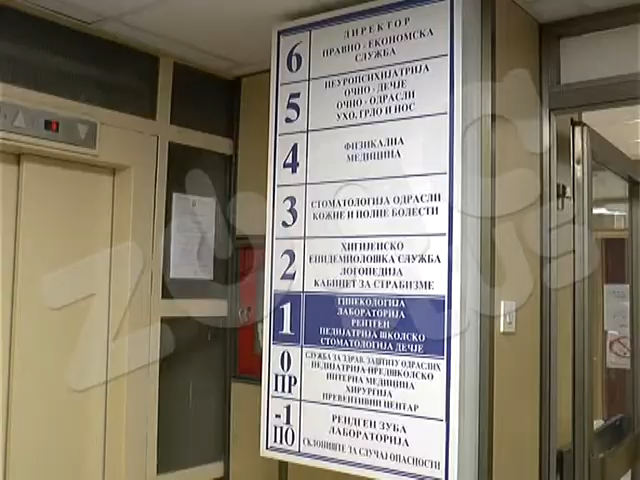 6
ДИРЕКТОР
ПРАВНО - ЕКОНОМСКА
СЛУЖБА
5
НЕУРОПСИХИЈАТРИЈА
ОЧНО - ДЕЧЈЕ
ОЧНО - ОДРАСЛИ
УХО, ГРЛО И НОС
4
ФИЗИКАЛНА
МЕДИЦИНА
3
СТОМАТОЛОГИЈА ОДРАСЛИ
КОЖНЕ И ПОЛНЕ БОЛЕСТИ
2
ХИГИЈЕНСКО
ЕПИДЕМИОЛОШКА СЛУЖБА
ЛОГОПЕДИЈА
КАБИНЕТ ЗА СТРАБИЗМЕ
1
ГИНЕКОЛОГИЈА
ЛАБОРАТОРИЈА
РЕНТГЕН
ПЕДИЈАТРИЈА ШКОЛСКО
СТОМАТОЛОГИЈА ДЕЧЈЕ
0
ПР
СЛУЖБА ЗА ЗДРАВ. ЗАШТИТУ ОДРАСЛИХ
ПЕДИЈАТРИЈА-ПРЕДШКОЛСКО
ИНТЕРНА МЕДИЦИНА
ХИРУРГИЈА
ПРЕВЕНТИВНИ ЦЕНТАР
-1
ПО
РЕНДГЕН ЗУБА
ЛАБОРАТОРИЈА
СКЛОНИШТЕ ЗА СЛУЧАЈ ОПАСНОСТИ